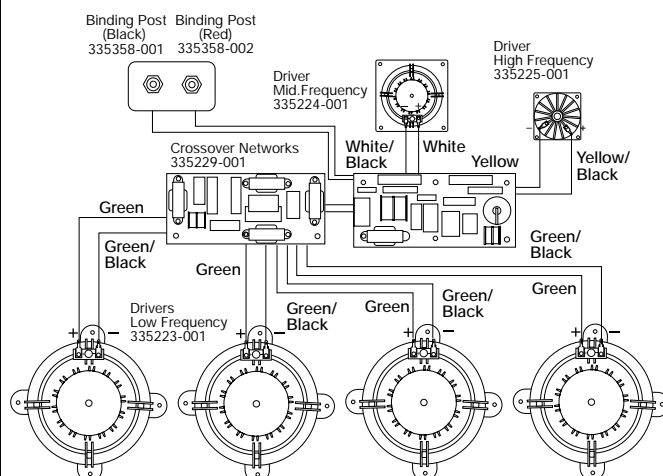 Binding Post
(Black)
335358-001
Binding Post
(Red)
335358-002
Driver
Mid.Frequency
335224-001
Driver
High Frequency
335225-001
− +
− +
White/
Black
White
Yellow
Yellow/
Black
Crossover Networks
335229-001
Green
Green/
Black
Green
Green/
Black
Green
Green/
Black
Green/
Black
Green
Drivers
Low Frequency
335223-001
+ −
+ −
+ −
+ −